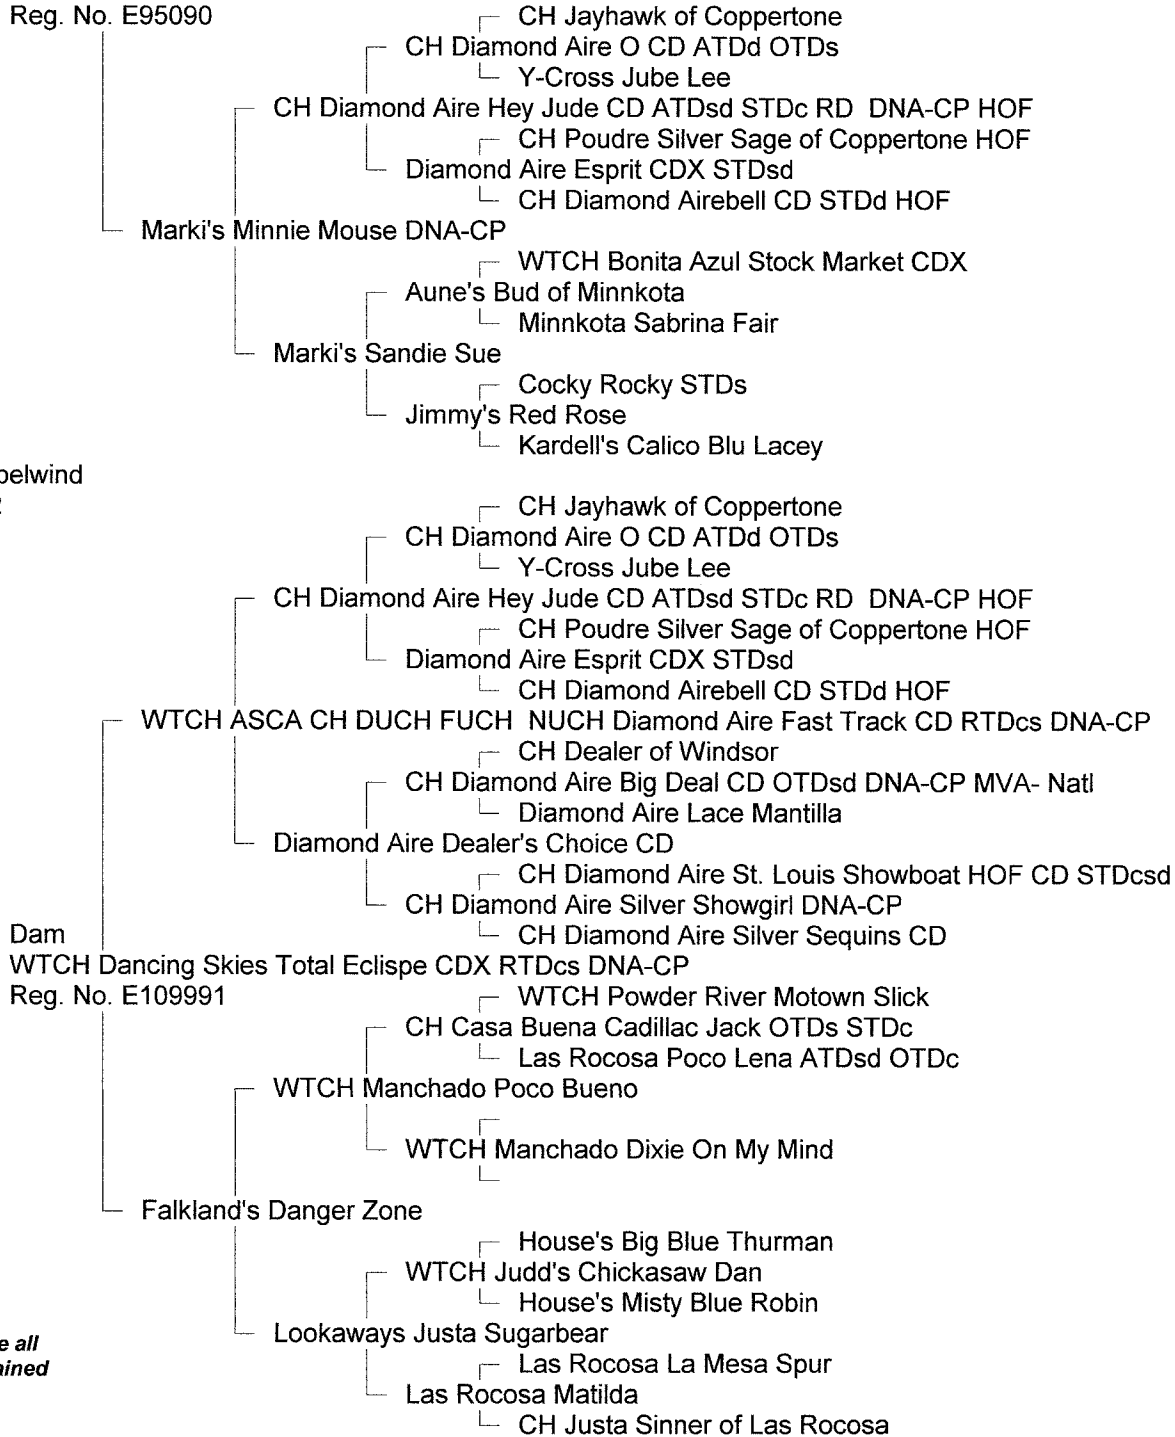 Reg. No. E95090
CH Jayhawk of Coppertone
CH Diamond Aire O CD ATDd OTDs
Y-Cross Jube Lee
CH Diamond Aire Hey Jude CD ATDsd STDc RD DNA-CP HOF
CH Poudre Silver Sage of Coppertone HOF
Diamond Aire Esprit CDX STDsd
CH Diamond Airebell CD STDd HOF
Marki's Minnie Mouse DNA-CP
WTCH Bonita Azul Stock Market CDX
Aune's Bud of Minnkota
Minnkota Sabrina Fair
Marki's Sandie Sue
Cocky Rocky STDs
Jimmy's Red Rose
Kardell's Calico Blu Lacey
belwind
CH Jayhawk of Coppertone
CH Diamond Aire O CD ATDd OTDs
Y-Cross Jube Lee
CH Diamond Aire Hey Jude CD ATDsd STDc RD DNA-CP HOF
CH Poudre Silver Sage of Coppertone HOF
Diamond Aire Esprit CDX STDsd
CH Diamond Airebell CD STDd HOF
WTCH ASCA CH DUCH FUCH NUCH Diamond Aire Fast Track CD RTDcs DNA-CP
CH Dealer of Windsor
CH Diamond Aire Big Deal CD OTDsd DNA-CP MVA- Natl
Diamond Aire Lace Mantilla
Diamond Aire Dealer's Choice CD
CH Diamond Aire St. Louis Showboat HOF CD STDcsd
CH Diamond Aire Silver Showgirl DNA-CP
CH Diamond Aire Silver Sequins CD
Dam
WTCH Dancing Skies Total Eclispe CDX RTDcs DNA-CP
Reg. No. E109991
WTCH Powder River Motown Slick
CH Casa Buena Cadillac Jack OTDs STDc
Las Rocosa Poco Lena ATDsd OTDc
WTCH Manchado Poco Bueno
WTCH Manchado Dixie On My Mind
Falkland's Danger Zone
House's Big Blue Thurman
WTCH Judd's Chickasaw Dan
House's Misty Blue Robin
Lookaways Justa Sugarbear
e all
Las Rocosa La Mesa Spur
ained
Las Rocosa Matilda
CH Justa Sinner of Las Rocosa